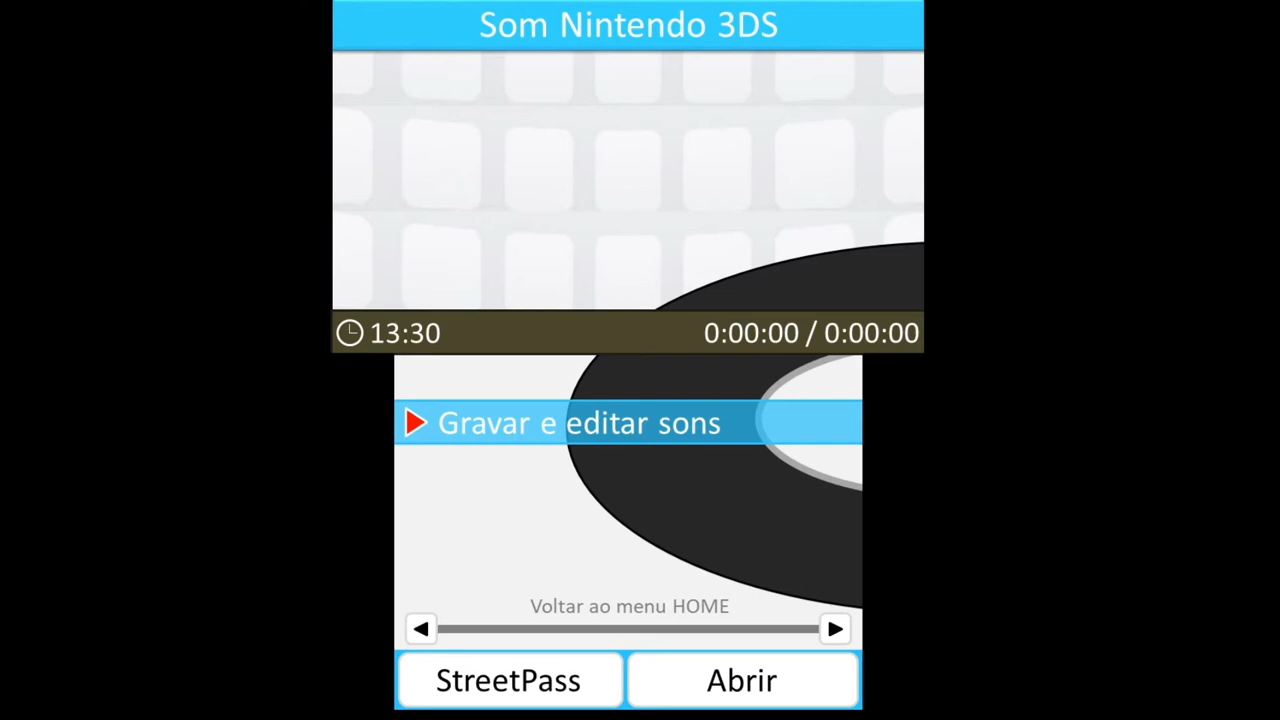 Som Nintendo 3DS
13:30 0:00:00 / 0:00:00
Gravar e editar sons
Voltar ao menu HOME
StreetPass Abrir